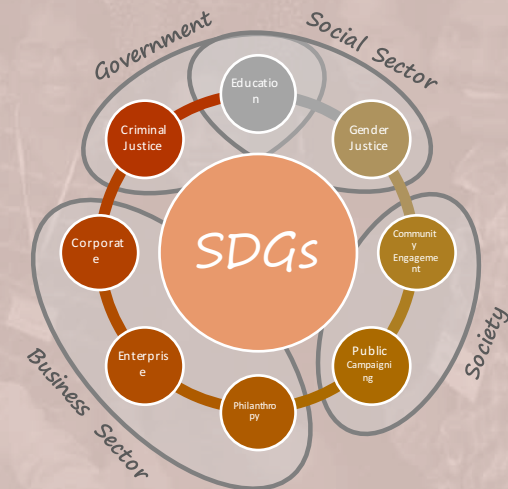 Government
Social Sector
Educatio
n
Criminal
Justice
Gender
Justice
SDGs
Corporat
e
Communit
y
Engageme
nt
Enterpris
e
Public
Campaigni
ng
Philanthro
py
Business Sector
Society